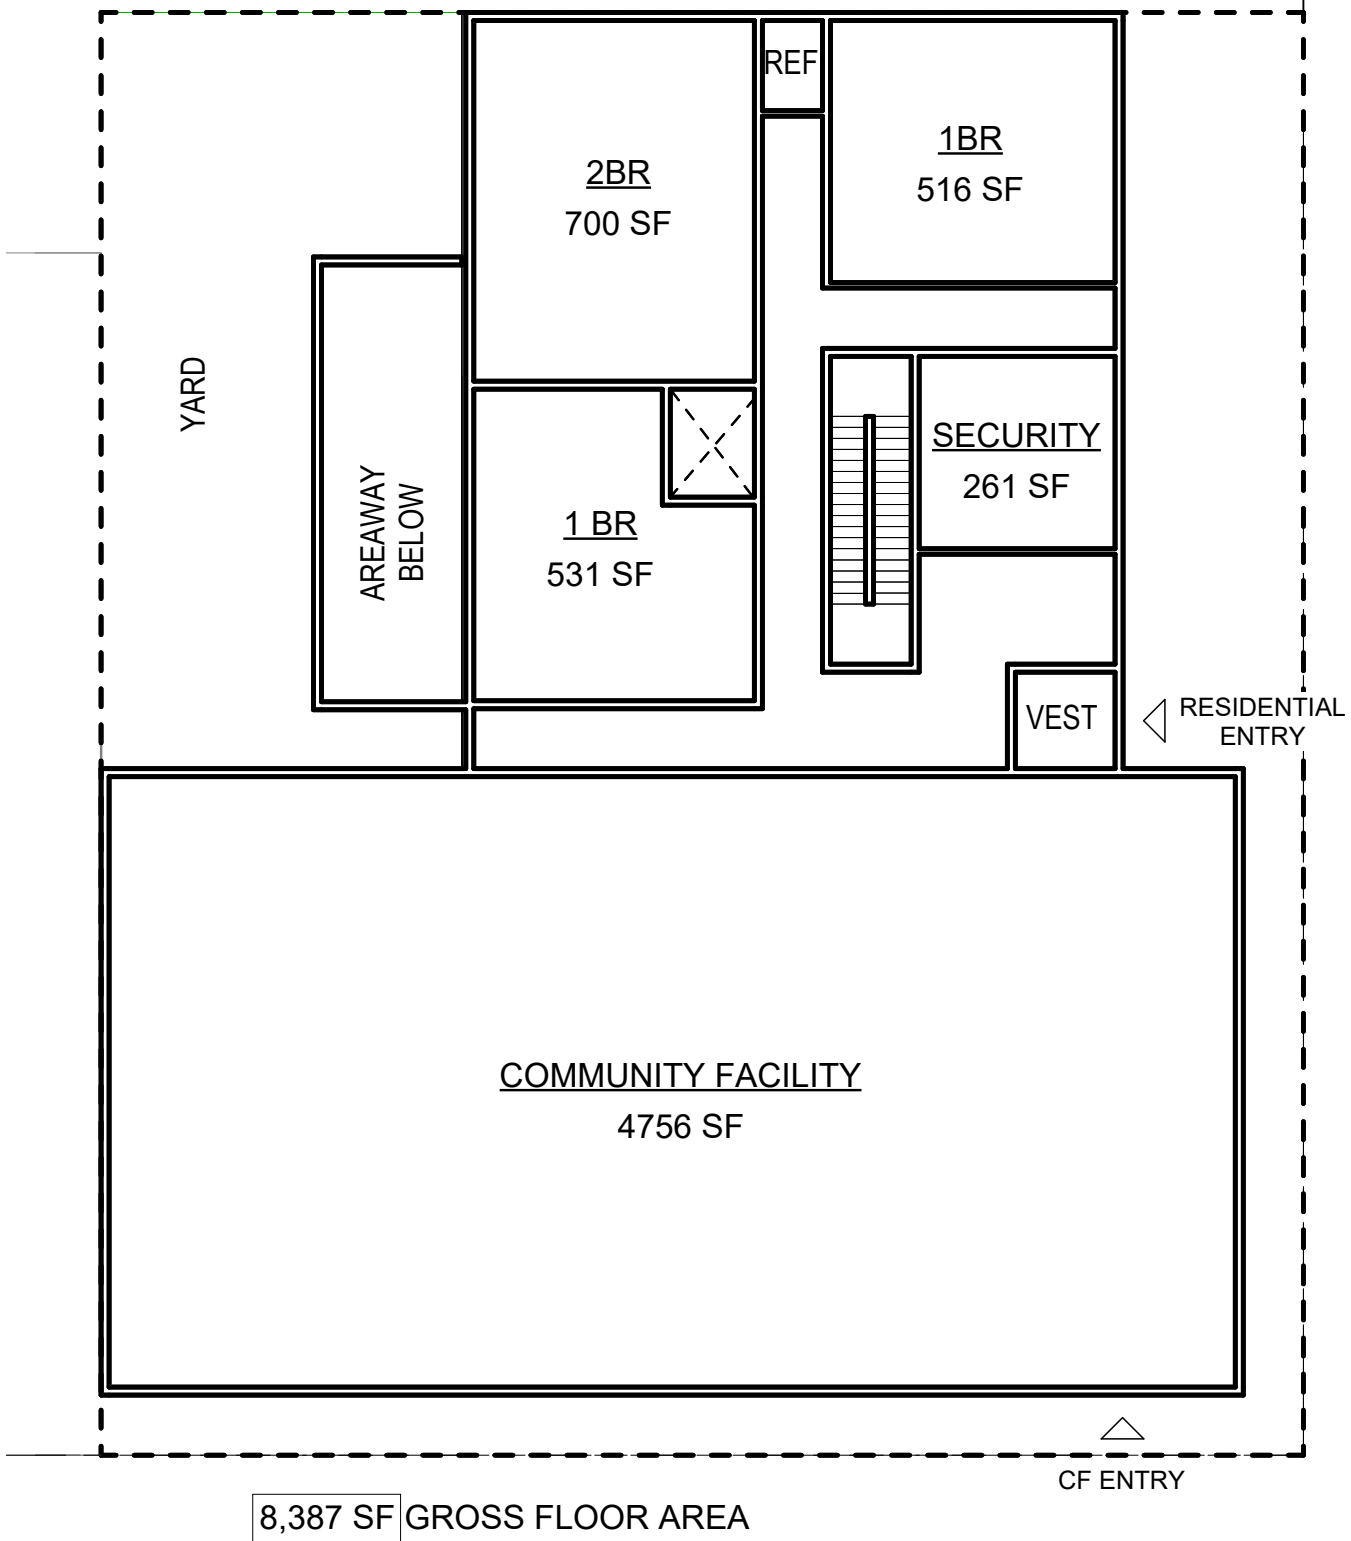 REF
1BR
516 SF
2BR
700 SF
YARD
SECURITY
261 SF
AREAWAY
BELOW
1 BR
531 SF
VEST
RESIDENTIAL
ENTRY
COMMUNITY FACILITY
4756 SF
CF ENTRY
8,387 SF GROSS FLOOR AREA